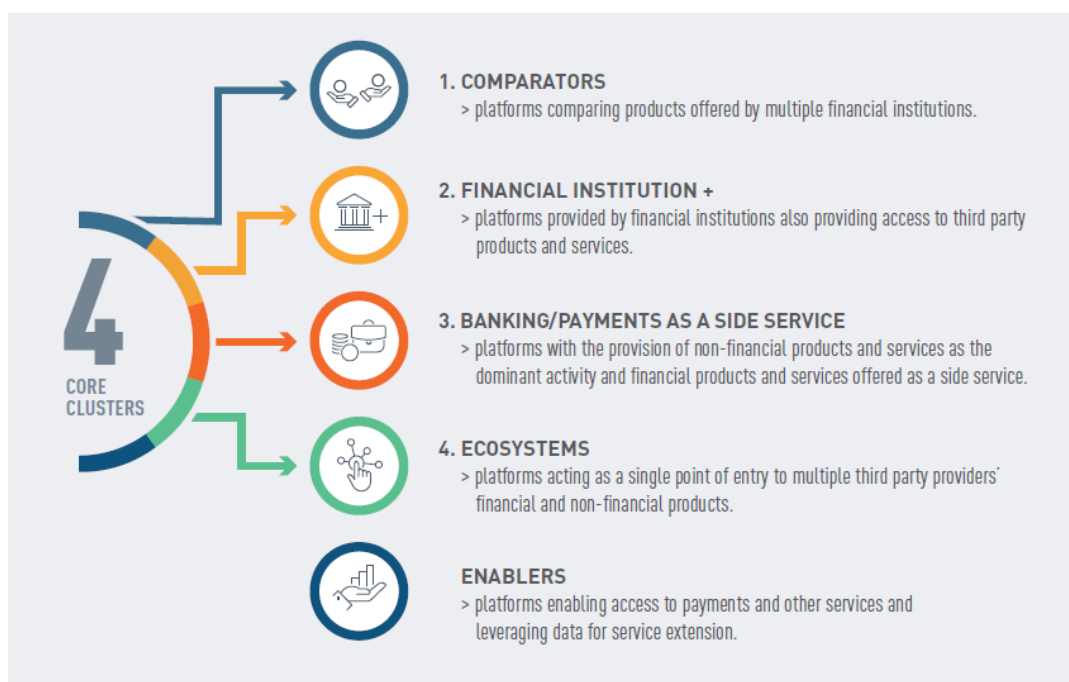 1. COMPARATORS
> platforms comparing products offered by multiple financial institutions.
2. FINANCIAL INSTITUTION +
> platforms provided by financial institutions also providing access to third party
products and services.
4
CORE
CLUSTERS
3. BANKING/PAYMENTS AS A SIDE SERVICE
> platforms with the provision of non-financial products and services as the
dominant activity and financial products and services offered as a side service.
4. ECOSYSTEMS
> platforms acting as a single point of entry to multiple third party providers'
financial and non-financial products.
ENABLERS
> platforms enabling access to payments and other services and
leveraging data for service extension.